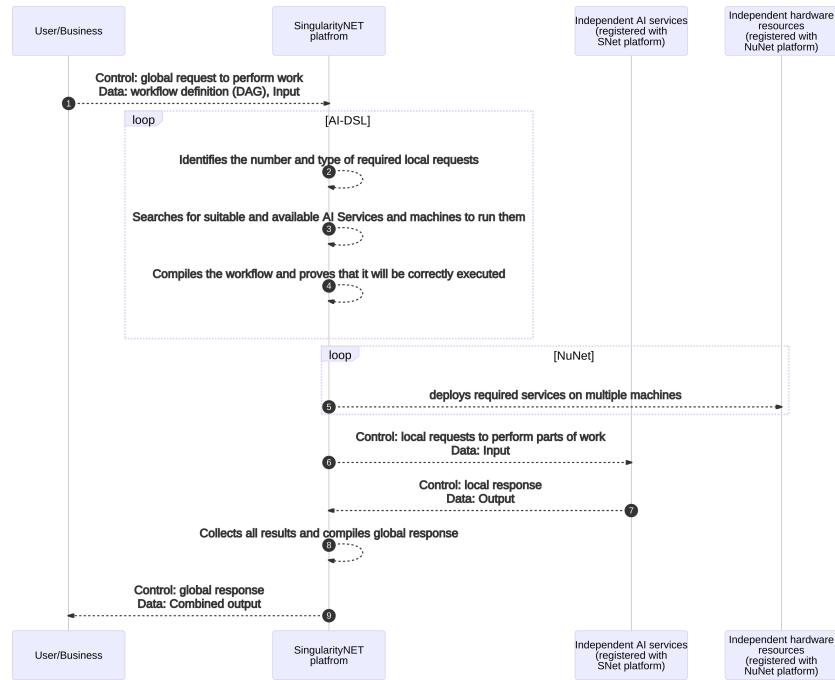 User/Business
SingularityNET
platfrom
Independent AI services
(registered with
SNet platform)
Independent hardware
resources
(registered with
NuNet platform)
Control: global request to perform work
Data: workflow definition (DAG), Input
1
loop
[AI-DSL]
Identifies the number and type of required local requests
2
Searches for suitable and available AI Services and machines to run them
3
Compiles the workflow and proves that it will be correctly executed
4
loop
[NuNet]
deploys required services on multiple machines
5
Control: local requests to perform parts of work
Data: Input
6
Control: local response
Data: Output
7
Collects all results and compiles global response
8
Control: global response
Data: Combined output
9
User/Business
SingularityNET
platfrom
Independent AI services
(registered with
SNet platform)
Independent hardware
resources
(registered with
NuNet platform)